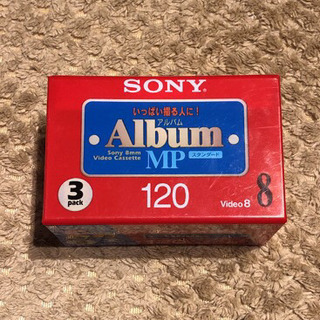 SONY
いっぱい撮る人に!
アルバム
Album
Sony 8mm
Video Cassette
MP
スタンダード
3
pack
120
Video 8
8